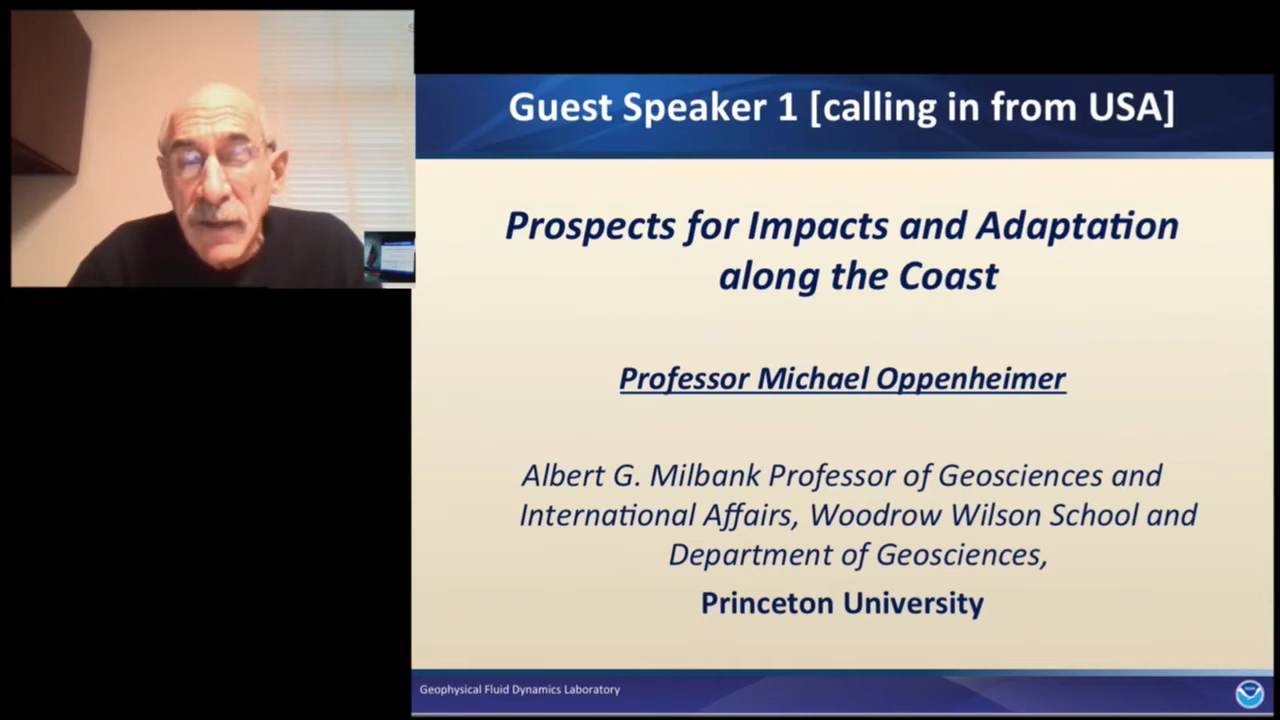 Guest Speaker 1 [calling in from USA]
Prospects for Impacts and Adaptation
along the Coast
Professor Michael Oppenheimer
Albert G. Milbank Professor of Geosciences and
International Affairs, Woodrow Wilson School and
Department of Geosciences,
Princeton University
Geophysical Fluid Dynamics Laboratory